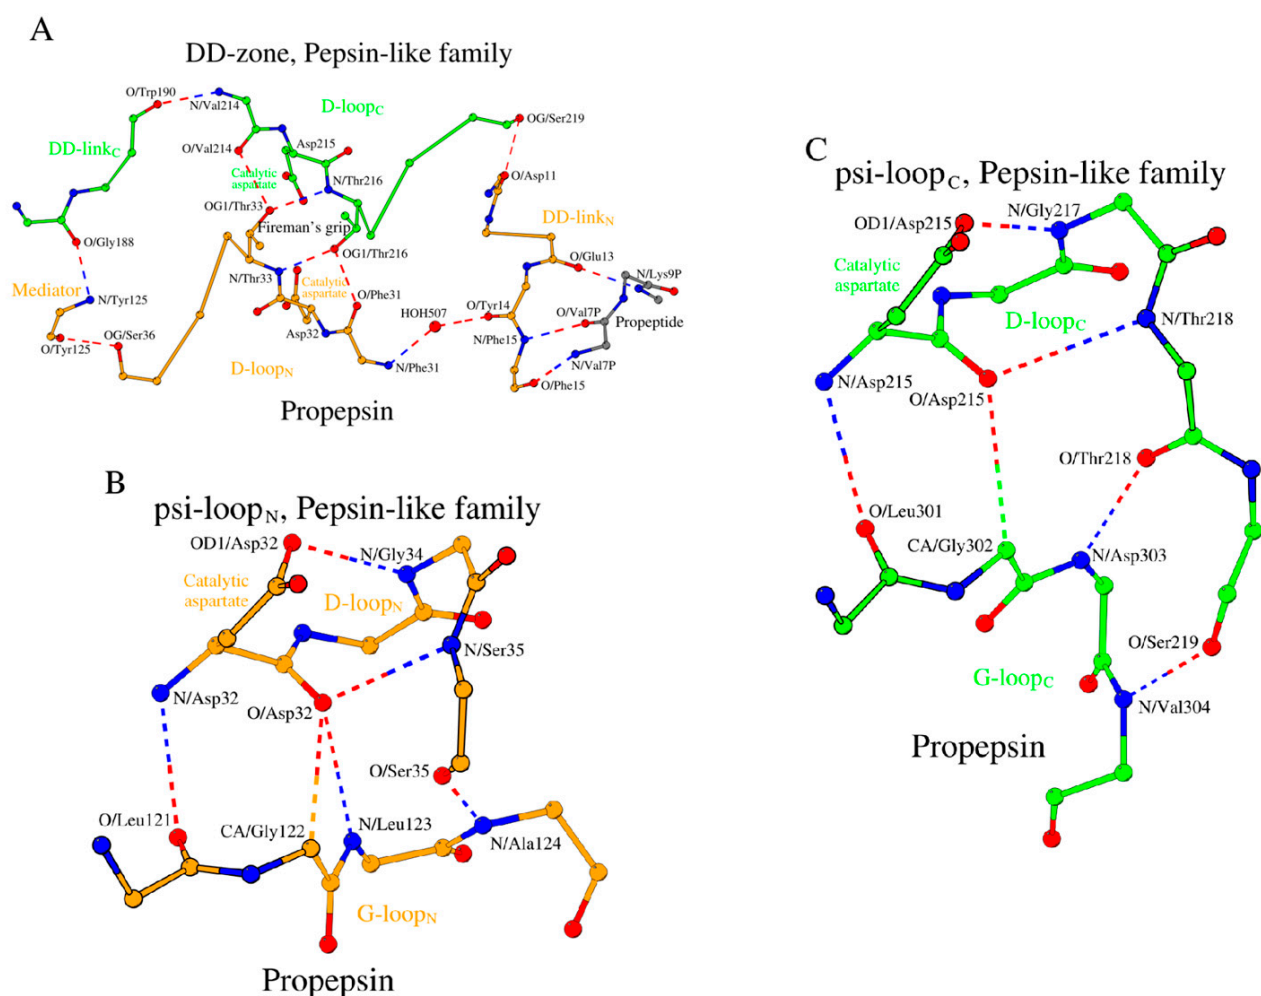 A
DD-zone, Pepsin-like family
O/Trp190
N/Val214
D-loopC
OG/Ser219
DD-linkC
O/Val214
Asp215
Catalytic
aspartate
N/Thr216
O/Asp11
OG1/Thr33
Fireman's grip
DD-linkN
O/Gly188
OG1/Thr216
O/Glu13
Mediator
N/Tyr125
N/Thr33
Catalytic
aspartate
O/Phe31
N/Lys9P
HOH507
O/Tyr14
O/Val7P
Propeptide
OG/Ser36
O/Tyr125
Asp32
N/Phe15
D-loopN
N/Phe31
N/Val7P
O/Phe15
Propepsin
B
psi-loopN, Pepsin-like family
OD1/Asp32
N/Gly34
Catalytic
aspartate
D-loopN
N/Ser35
N/Asp32
O/Asp32
O/Ser35
O/Leu121
CA/Gly122
N/Leu123
N/Ala124
G-loopN
Propepsin
C
psi-loopC, Pepsin-like family
OD1/Asp215
N/Gly217
Catalytic
aspartate
D-loopC
N/Thr218
N/Asp215
O/Asp215
O/Thr218
O/Leu301
CA/Gly302
N/Asp303
O/Ser219
G-loopC
N/Val304
Propepsin